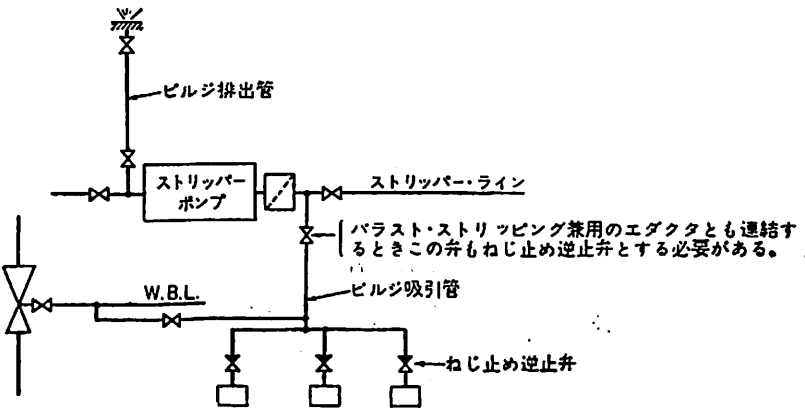 ビルジ排出管
ストリッパー
ポンプ
ストリッパー・ライン
バラスト・ストリッピング兼用のエダクタとも連結す
るときこの弁もねじ止め逆止弁とする必要がある。
W.B.L.
ビルジ吸引管
ねじ止め逆止弁